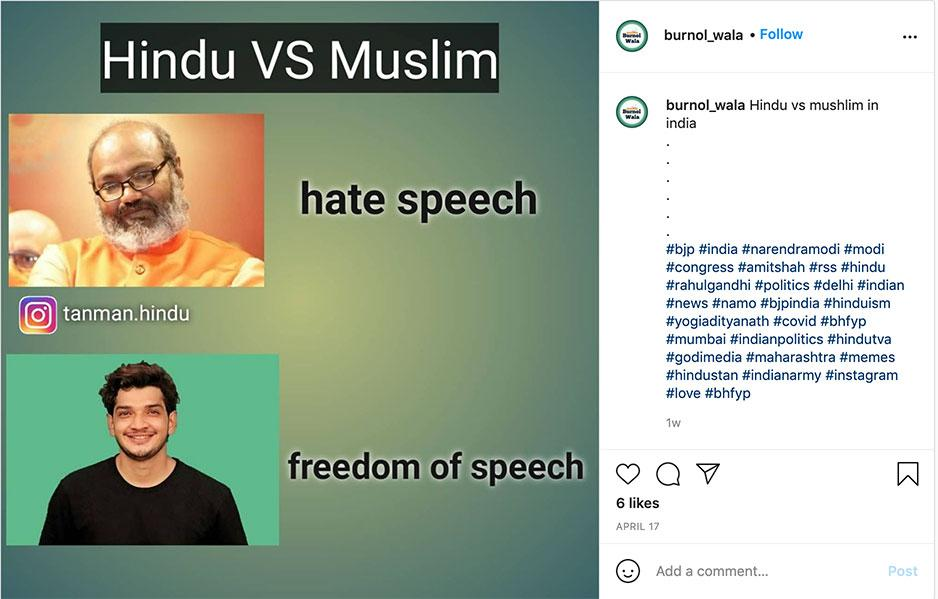 Hindu VS Muslim
hate speech
tanman.hindu
freedom of speech
Burnol
Wala
burnol_wala • Follow
Burnol
Wala
burnol_wala Hindu vs mushlim in
india
.
.
.
.
.
.
#bjp #india #narendramodi #modi
#congress #amitshah #rss #hindu
#rahulgandhi #politics #delhi #indian
#news #namo #bjpindia #hinduism
#yogiadityanath #covid #bhfyp
#mumbai #indianpolitics #hindutva
#godimedia #maharashtra #memes
#hindustan #indianarmy #instagram
#love #bhfyp
1w
6 likes
APRIL 17
Add a comment...
Post